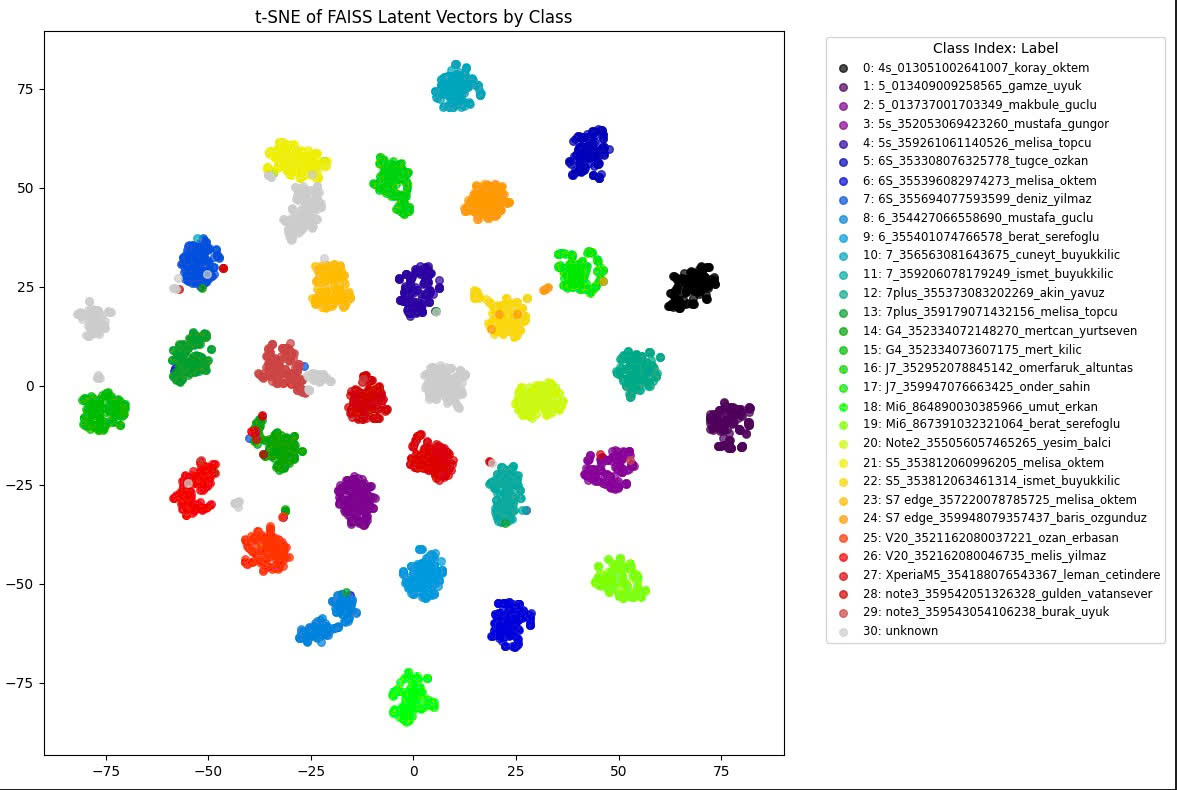 t-SNE of FAISS Latent Vectors by Class
75
50
25
0
−25
−50
−75
−75
−50
−25
0
25
50
75
Class Index: Label
0: 4s_013051002641007_koray_oktem
1: 5_013409009258565_gamze_uyuk
2: 5_013737001703349_makbule_guclu
3: 5s_352053069423260_mustafa_gungor
4: 5s_359261061140526_melisa_topcu
5: 6S_353308076325778_tugce_ozkan
6: 6S_355396082974273_melisa_oktem
7: 6S_355694077593599_deniz_yilmaz
8: 6_354427066558690_mustafa_guclu
9: 6_355401074766578_berat_serefoglu
10: 7_356563081643675_cuneyt_buyukkilic
11: 7_359206078179249_ismet_buyukkilic
12: 7plus_355373083202269_akin_yavuz
13: 7plus_359179071432156_melisa_topcu
14: G4_352334072148270_mertcan_yurtseven
15: G4_352334073607175_mert_kilic
16: J7_352952078845142_omerfaruk_altuntas
17: J7_359947076663425_onder_sahin
18: Mi6_864890030385966_umut_erkan
19: Mi6_867391032321064_berat_serefoglu
20: Note2_355056057465265_yesim_balci
21: S5_353812060996205_melisa_oktem
22: S5_353812063461314_ismet_buyukkilic
23: S7 edge_357220078785725_melisa_oktem
24: S7 edge_359948079357437_baris_ozgunduz
25: V20_3521162080037221_ozan_erbasan
26: V20_352162080046735_melis_yilmaz
27: XperiaM5_354188076543367_leman_cetindere
28: note3_359542051326328_gulden_vatansever
29: note3_359543054106238_burak_uyuk
30: unknown